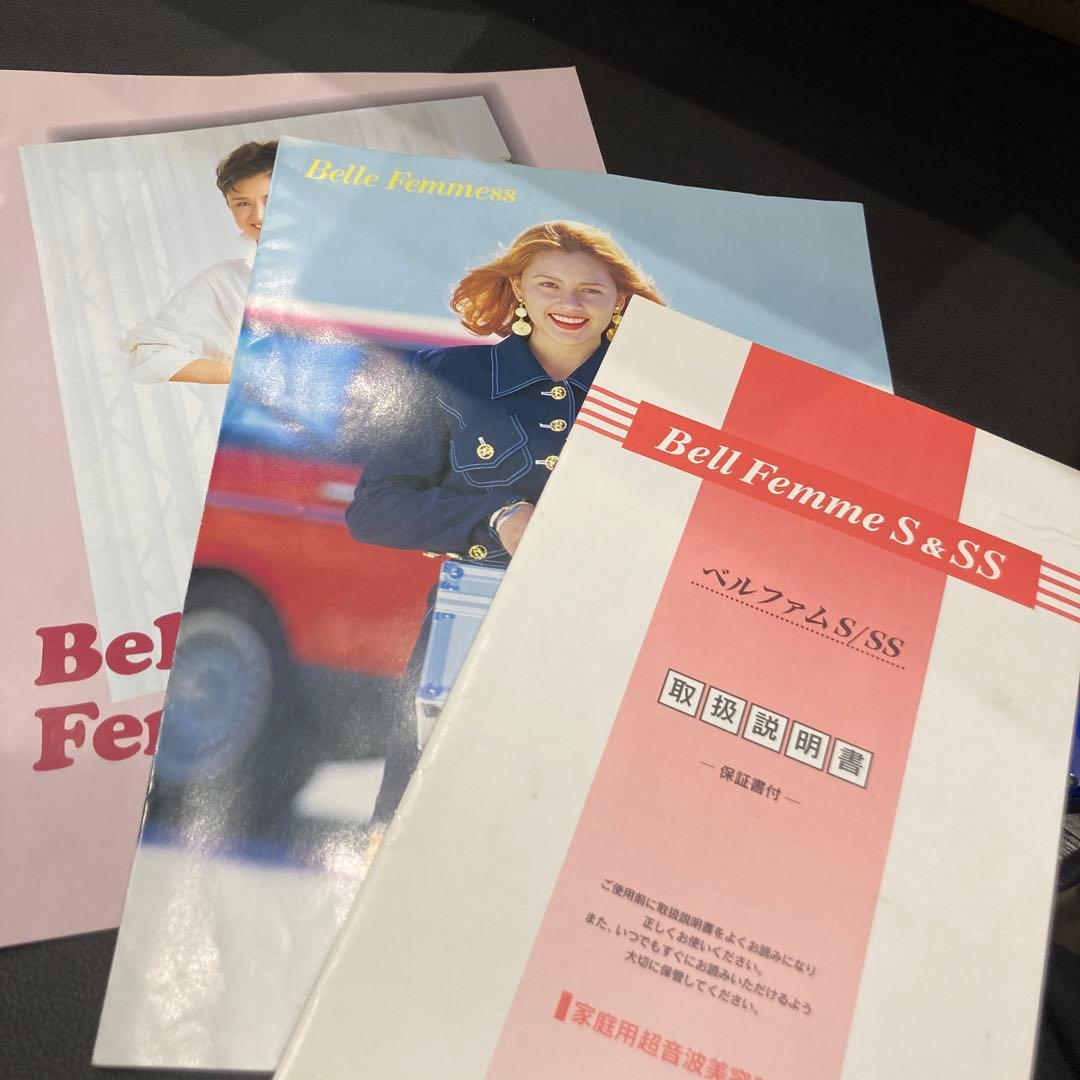 Belle Femmess
Bel
Fe
Bell Femme S & SS
ベルファム S/SS
取扱説明書
― 保証書付 ―
ご使用前に取扱説明書をよくお読みになり
正しくお使いください。
また、いつでもすぐにお読みいただけるよう
大切に保管してください。
家庭用超音波美容